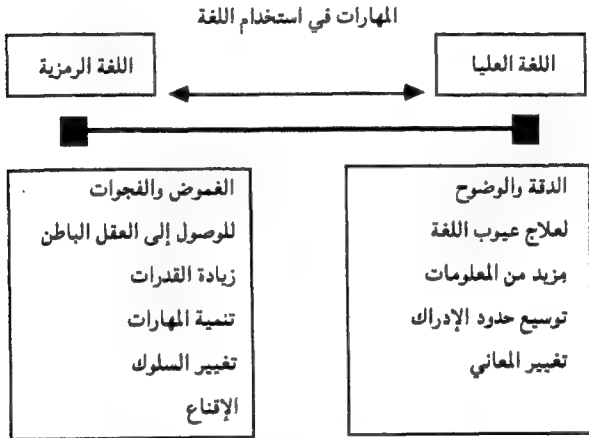 المهارات في استخدام اللغة
اللغة العليا
اللغة الرمزية
الدقة والوضوح
لعلاج عيوب اللغة
مزيد من المعلومات
توسيع حدود الإدراك
تغيير المعاني
الغموض والفجوات
للوصول إلى العقل الباطن
زيادة القدرات
تنمية المهارات
تغيير السلوك
الإقناع